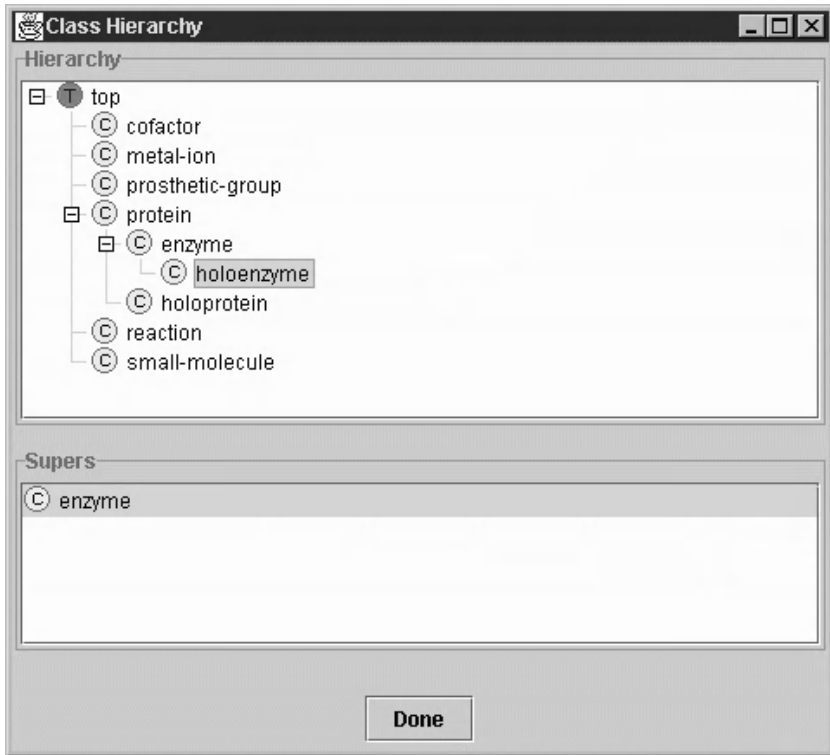 Class Hierarchy
Hierarchy
T top
C cofactor
C metal-ion
C prosthetic-group
C protein
C enzyme
C holoenzyme
C holoprotein
C reaction
C small-molecule
Supers
C enzyme
Done